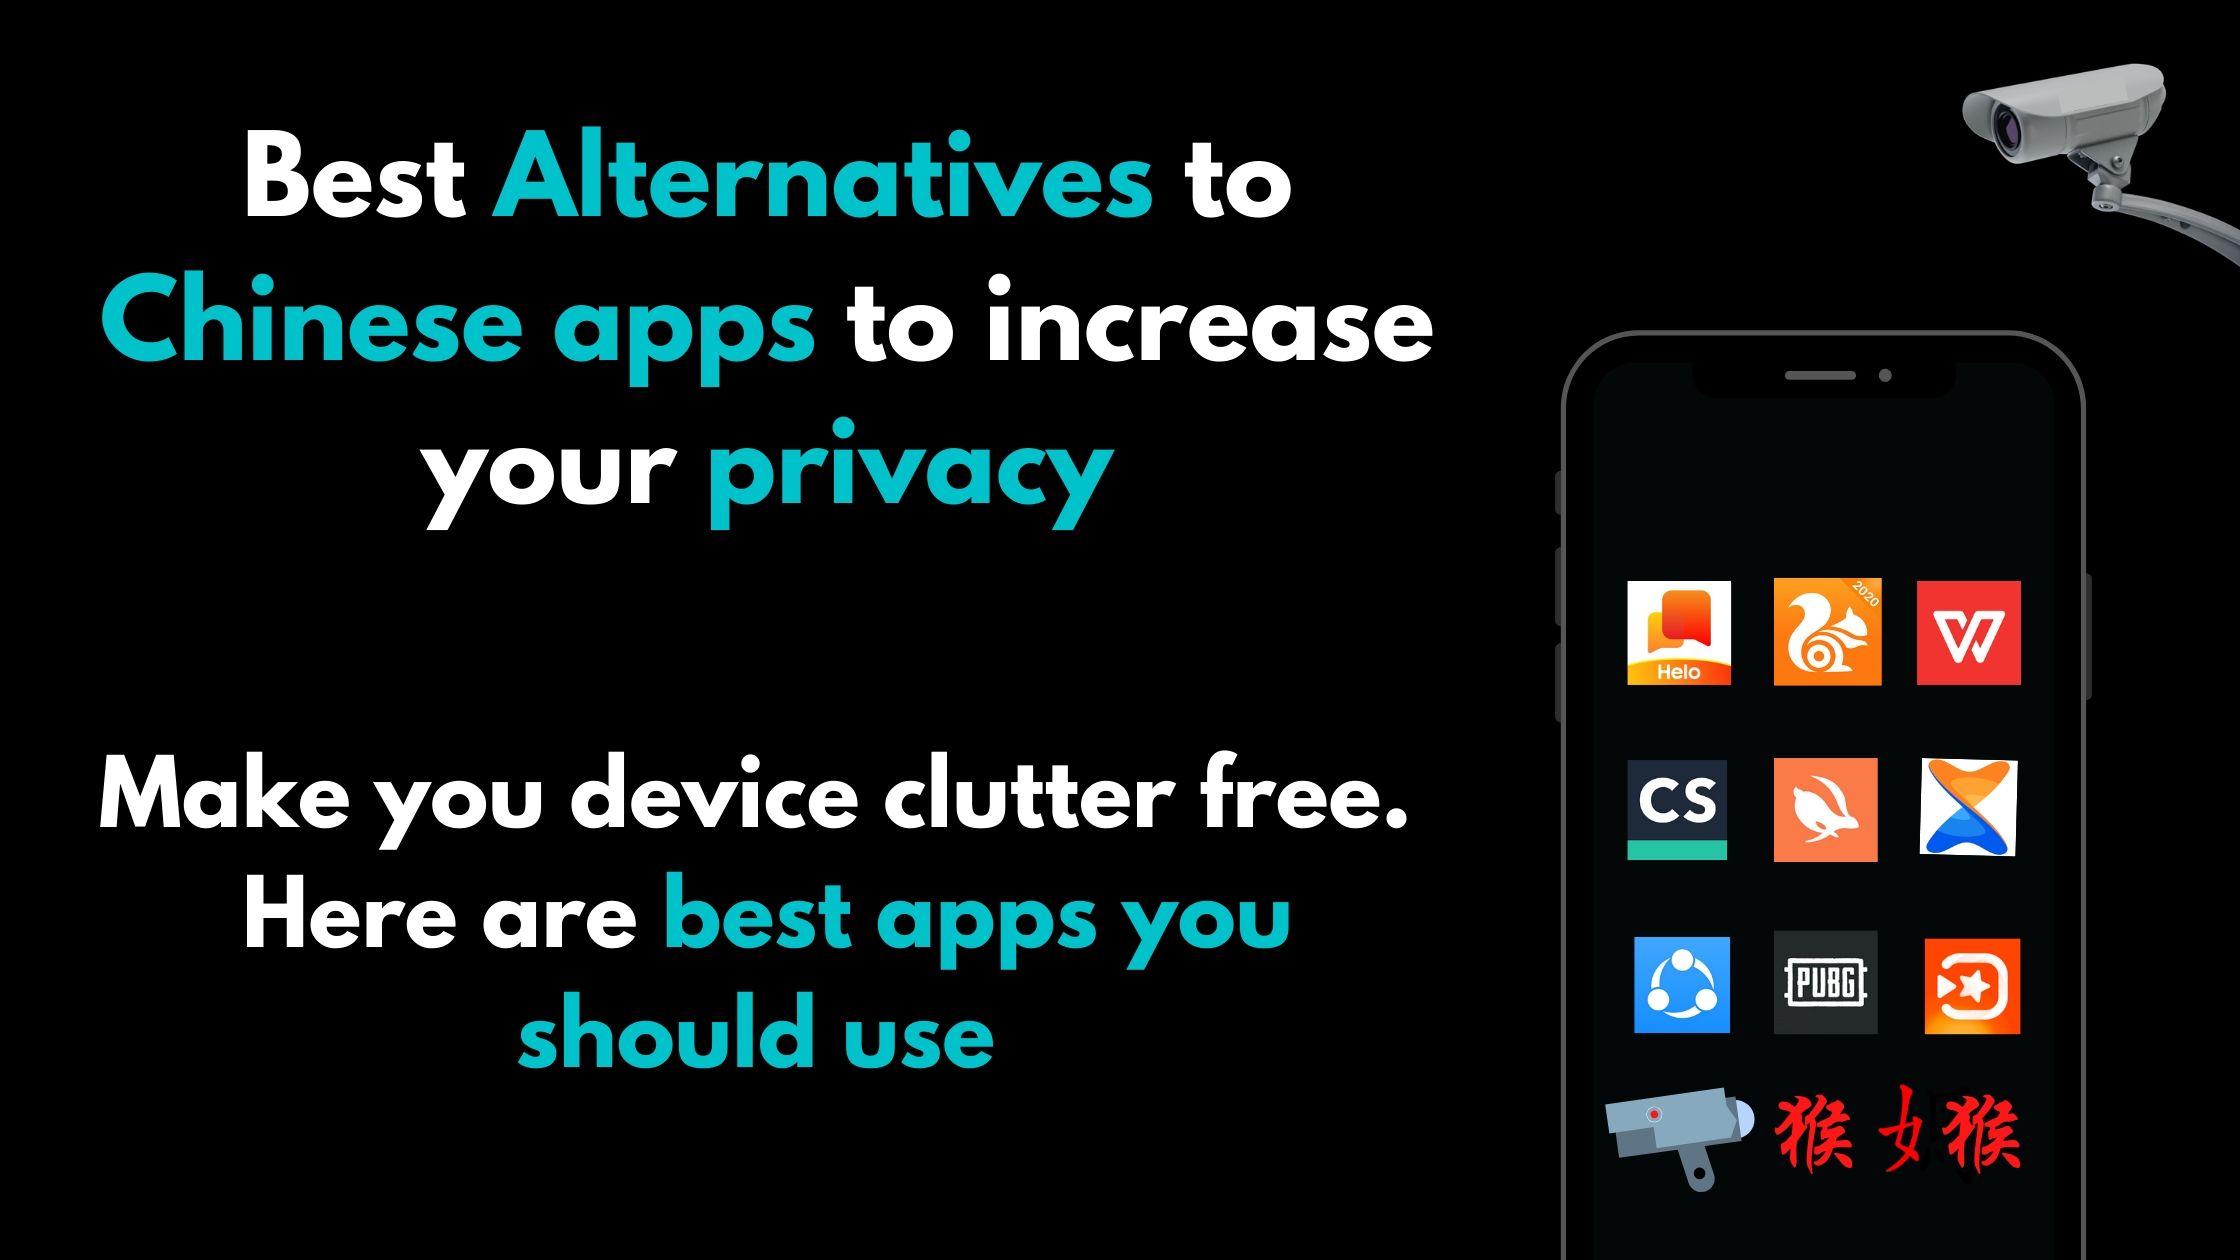 Best Alternatives to
Chinese apps to increase
your privacy
Make you device clutter free.
Here are best apps you
should use
Helo
2020
W
CS
PUBG
猴 猴